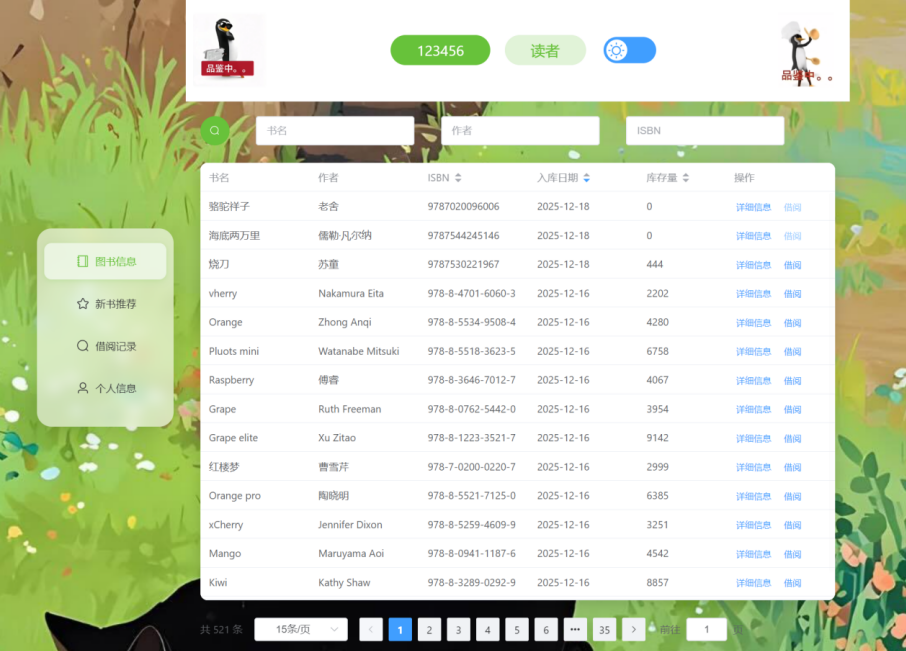 品鉴中。。
123456
读者
品鉴中。。
书名
作者
ISBN
书名 作者 ISBN 入库日期 库存量 操作
骆驼祥子 老舍 9787020096006 2025-12-18 0 详细信息 借阅
海底两万里 儒勒·凡尔纳 9787544245146 2025-12-18 0 详细信息 借阅
烧刀 苏童 9787530221967 2025-12-18 444 详细信息 借阅
vherry Nakamura Eita 978-8-4701-6060-3 2025-12-16 2202 详细信息 借阅
Orange Zhong Anqi 978-8-5534-9508-4 2025-12-16 4280 详细信息 借阅
Pluots mini Watanabe Mitsuki 978-8-5518-3623-5 2025-12-16 6758 详细信息 借阅
Raspberry 傅睿 978-8-3646-7012-7 2025-12-16 4067 详细信息 借阅
Grape Ruth Freeman 978-8-0762-5442-0 2025-12-16 3954 详细信息 借阅
Grape elite Xu Zitao 978-8-1223-3521-7 2025-12-16 9142 详细信息 借阅
红楼梦 曹雪芹 978-7-0200-0220-7 2025-12-16 2999 详细信息 借阅
Orange pro 陶晓明 978-8-5521-7125-0 2025-12-16 6385 详细信息 借阅
xCherry Jennifer Dixon 978-8-5259-4609-9 2025-12-16 3251 详细信息 借阅
Mango Maruyama Aoi 978-8-0941-1187-6 2025-12-16 4542 详细信息 借阅
Kiwi Kathy Shaw 978-8-3289-0292-9 2025-12-16 8857 详细信息 借阅
图书信息
新书推荐
借阅记录
个人信息
共 521 条 15条/页 1 2 3 4 5 6 ••• 35 前往 1 页